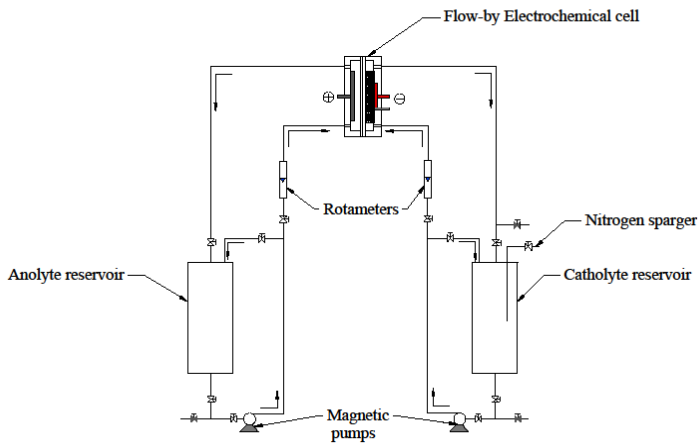 Flow-by Electrochemical cell
+
−
Rotameters
Nitrogen sparger
Anolyte reservoir
Catholyte reservoir
Magnetic
pumps